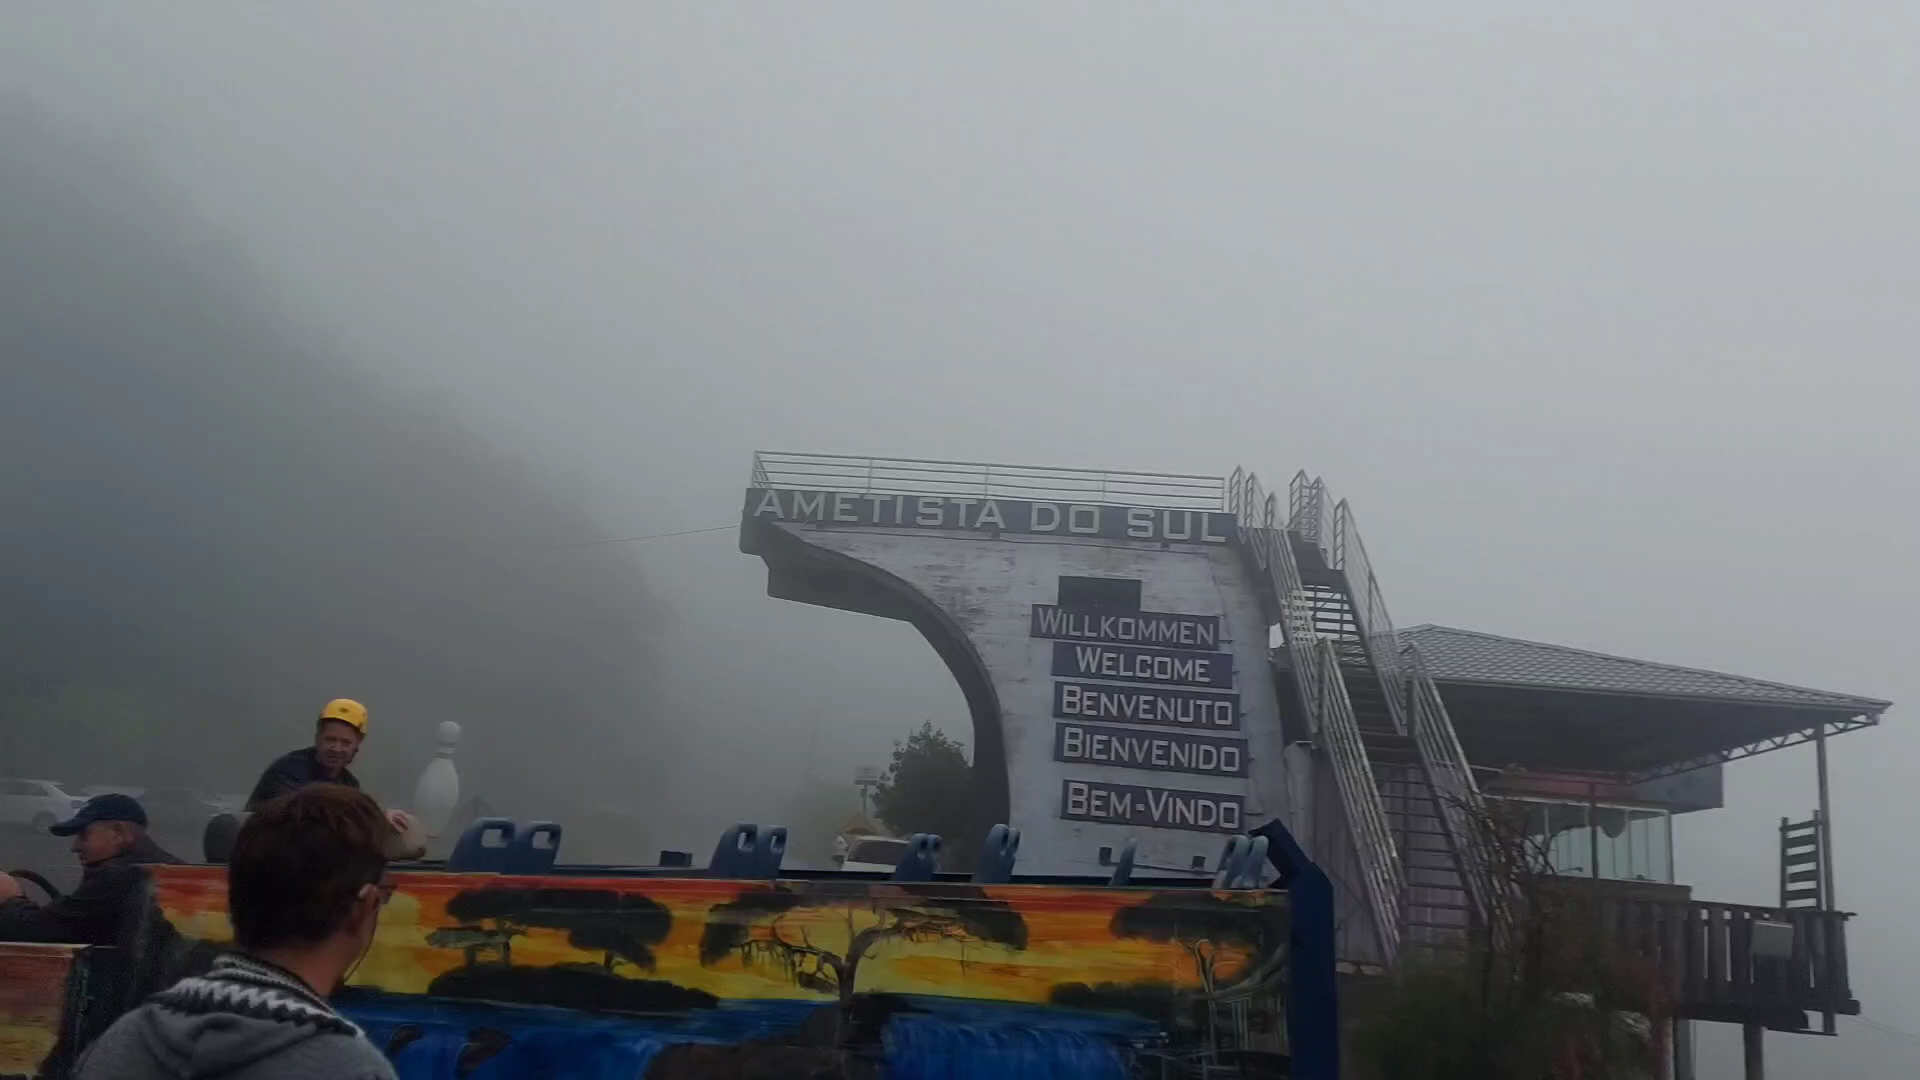 AMETISTA DO SUL
WILLKOMMEN
WELCOME
BENVENUTO
BIENVENIDO
BEM-VINDO